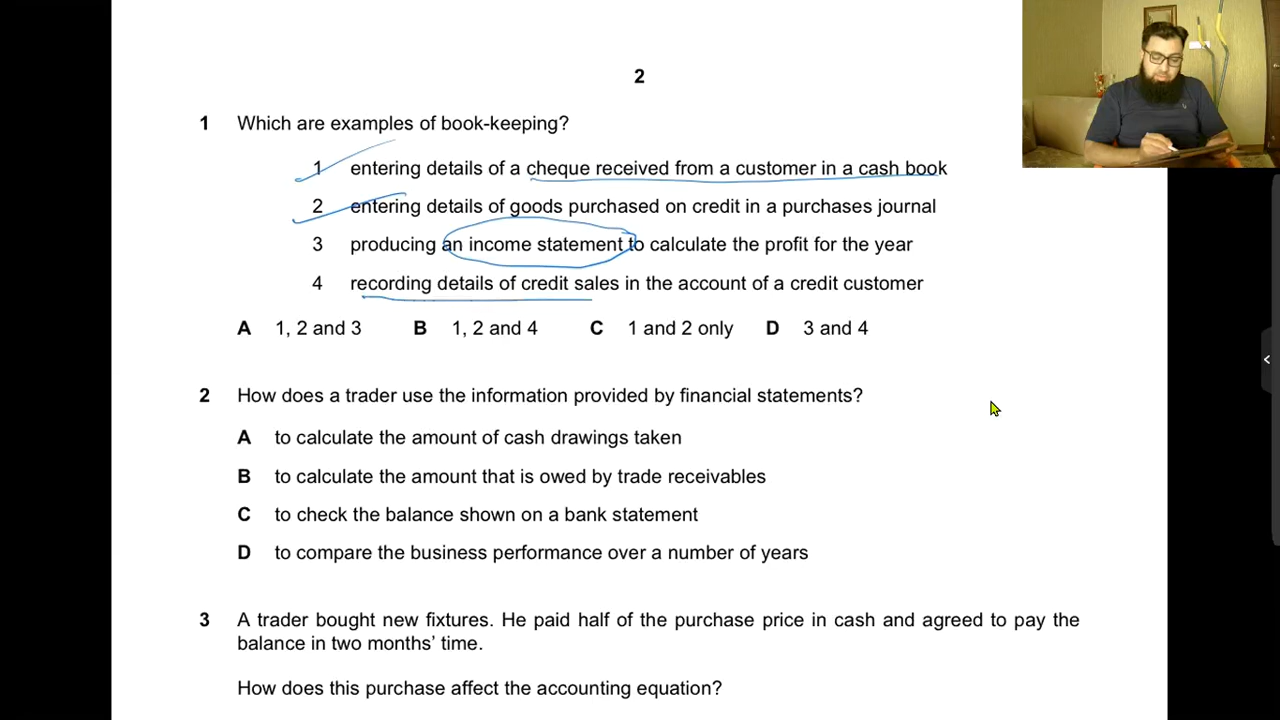 2
1 Which are examples of book-keeping?
1 entering details of a cheque received from a customer in a cash book
2 entering details of goods purchased on credit in a purchases journal
3 producing an income statement to calculate the profit for the year
4 recording details of credit sales in the account of a credit customer
A 1, 2 and 3 B 1, 2 and 4 C 1 and 2 only D 3 and 4
2 How does a trader use the information provided by financial statements?
A to calculate the amount of cash drawings taken
B to calculate the amount that is owed by trade receivables
C to check the balance shown on a bank statement
D to compare the business performance over a number of years
3 A trader bought new fixtures. He paid half of the purchase price in cash and agreed to pay the
balance in two months' time.
How does this purchase affect the accounting equation?